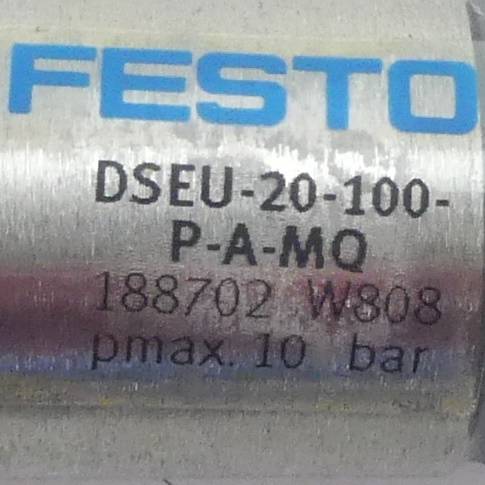 FESTO
DSEU-20-100-
P-A-MQ
188702 W808
pmax. 10 bar